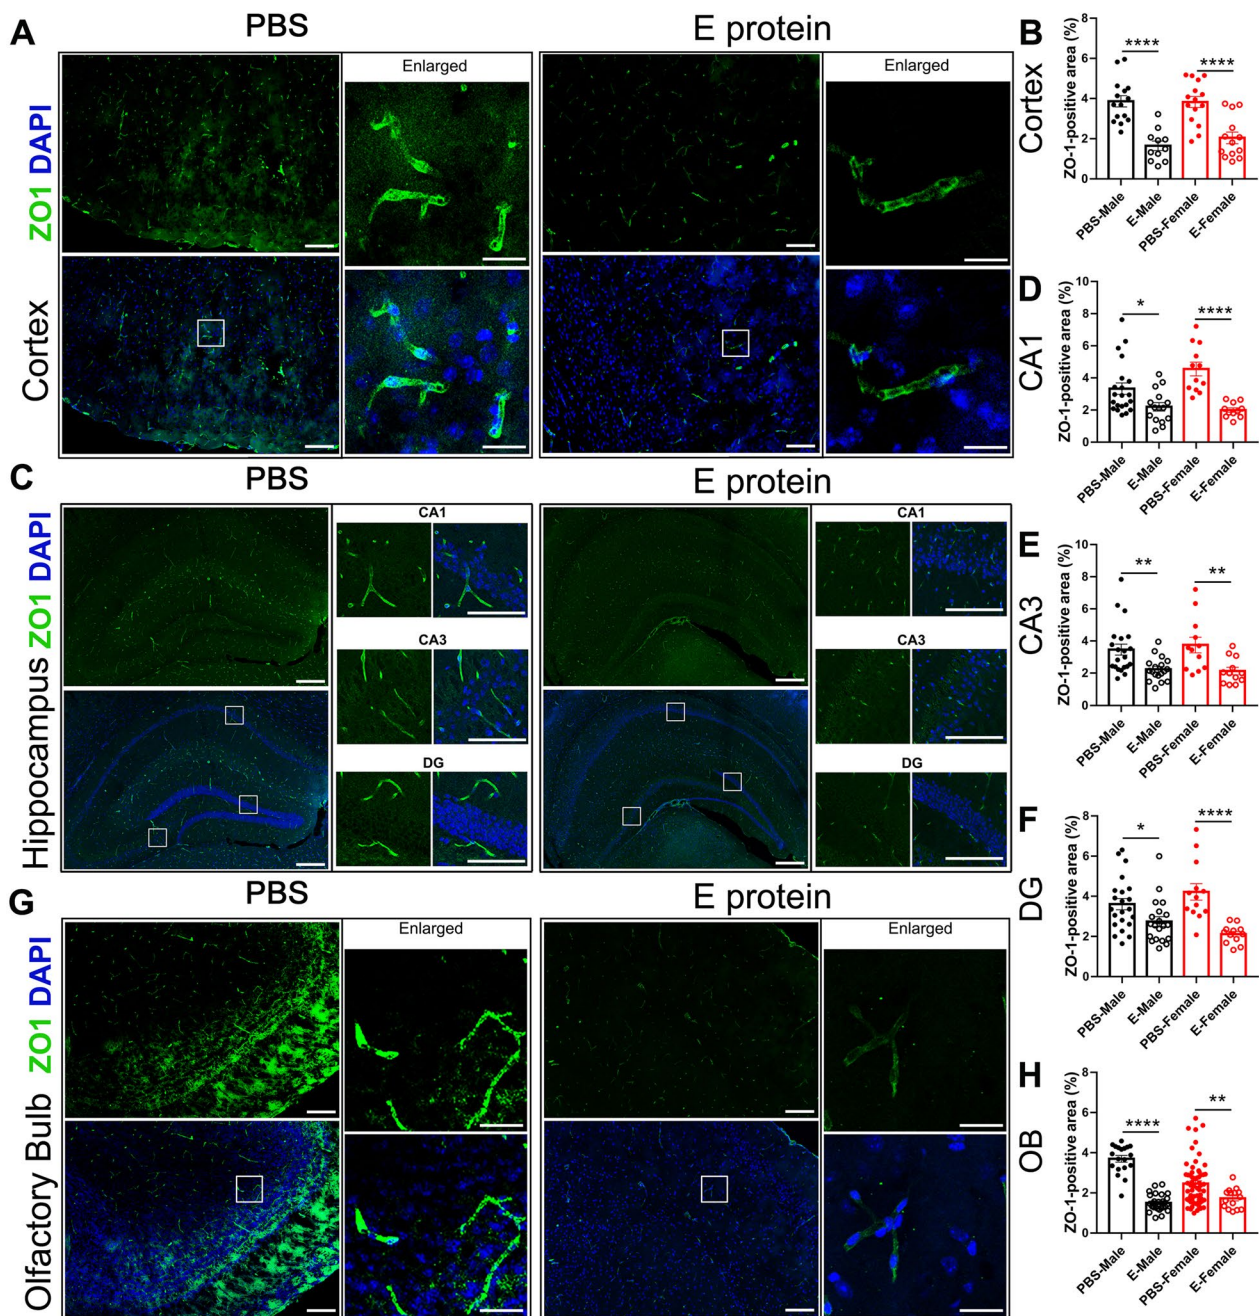 A
PBS
E protein
ZO1 DAPI
Cortex
Enlarged
Enlarged
B
Cortex
ZO-1-positive area (%)
8
6
4
2
0
****
****
PBS-Male
E-Male
PBS-Female
E-Female
D
CA1
ZO-1-positive area (%)
10
8
6
4
2
0
*
****
PBS-Male
E-Male
PBS-Female
E-Female
C
PBS
E protein
Hippocampus ZO1 DAPI
CA1
CA3
DG
CA1
CA3
DG
E
CA3
ZO-1-positive area (%)
10
8
6
4
2
0
**
**
PBS-Male
E-Male
PBS-Female
E-Female
F
DG
ZO-1-positive area (%)
8
6
4
2
0
*
****
PBS-Male
E-Male
PBS-Female
E-Female
G
PBS
E protein
Olfactory Bulb ZO1 DAPI
Enlarged
Enlarged
H
OB
ZO-1-positive area (%)
8
6
4
2
0
****
**
PBS-Male
E-Male
PBS-Female
E-Female